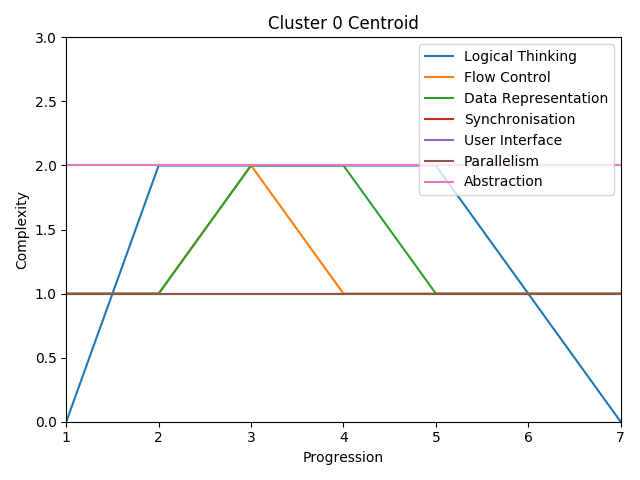 Cluster 0 Centroid
3.0
2.5
2.0
1.5
1.0
0.5
0.0
Complexity
Logical Thinking
Flow Control
Data Representation
Synchronisation
User Interface
Parallelism
Abstraction
1 2 3 4 5 6 7
Progression